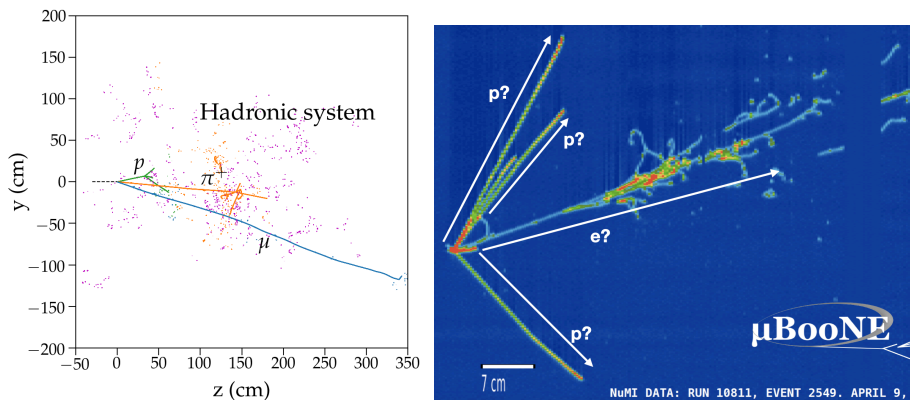 200
150
100
50
0
−50
−100
−150
−200
y (cm)
Hadronic system
p
π+
μ
−50 0 50 100 150 200 250 300 350
z (cm)
p?
p?
e?
p?
7 cm
μBooNE
NuMI DATA: RUN 10811, EVENT 2549. APRIL 9,